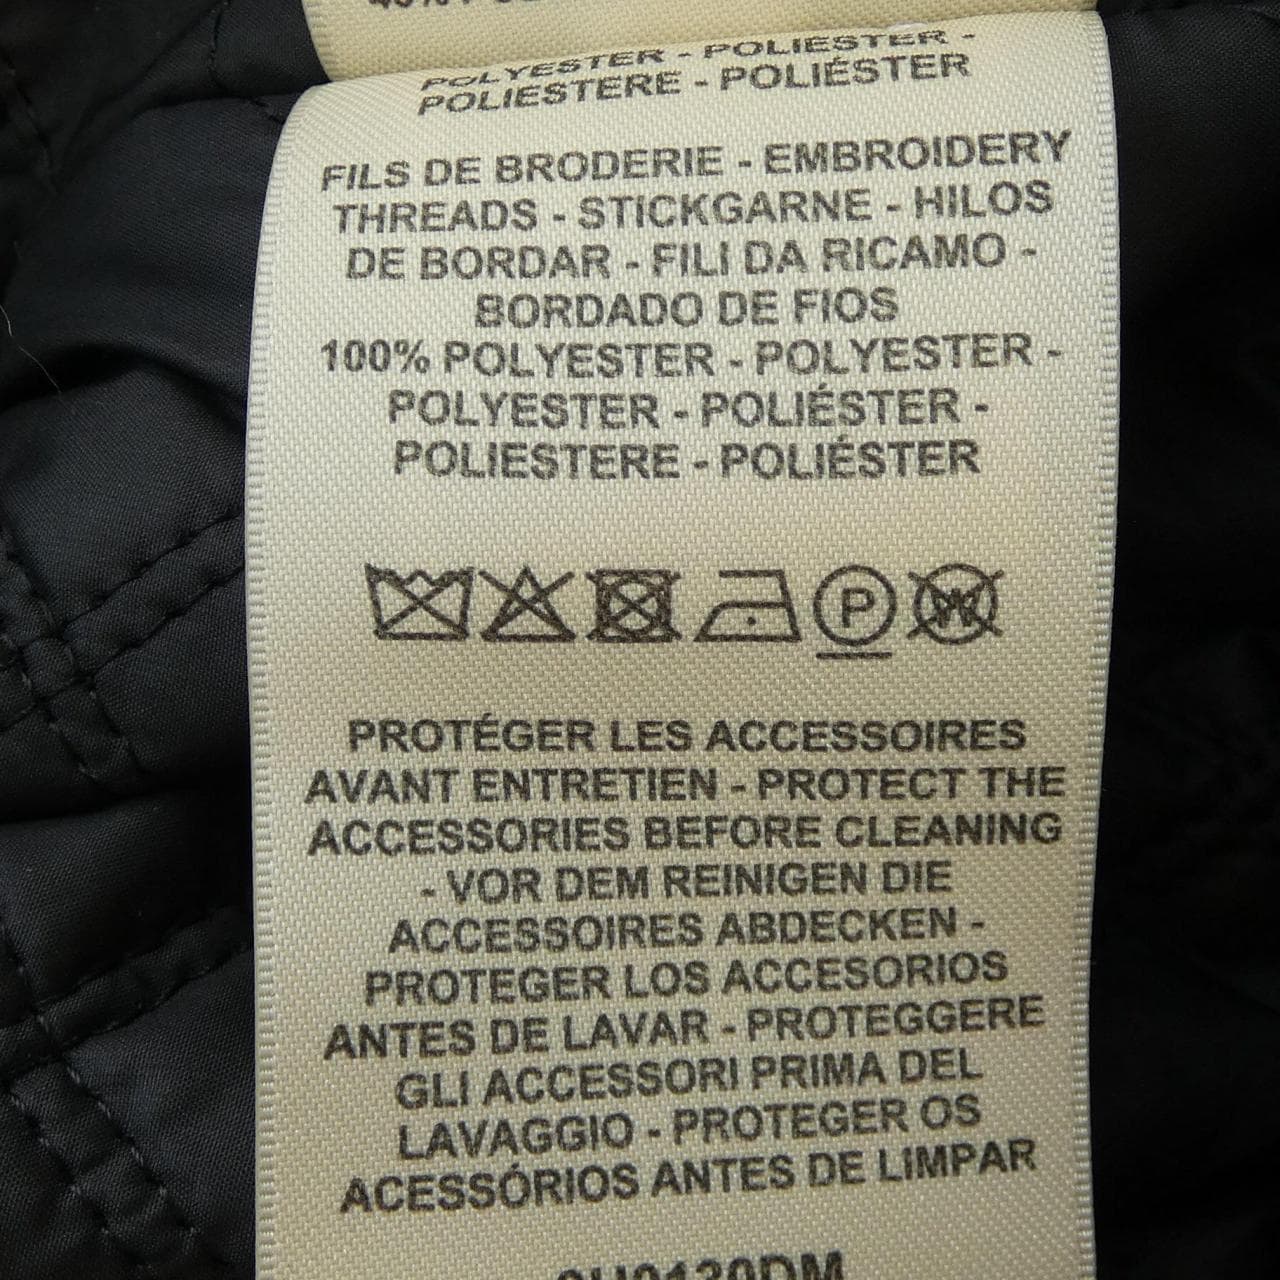 POLYESTER - POLIESTER -
POLIESTERE - POLIÉSTER
FILS DE BRODERIE - EMBROIDERY
THREADS - STICKGARNE - HILOS
DE BORDAR - FILI DA RICAMO -
BORDADO DE FIOS
100% POLYESTER - POLYESTER -
POLYESTER - POLIÉSTER -
POLIESTERE - POLIÉSTER
P W
PROTÉGER LES ACCESSOIRES
AVANT ENTRETIEN - PROTECT THE
ACCESSORIES BEFORE CLEANING
- VOR DEM REINIGEN DIE
ACCESSOIRES ABDECKEN -
PROTEGER LOS ACCESORIOS
ANTES DE LAVAR - PROTEGGERE
GLI ACCESSORI PRIMA DEL
LAVAGGIO - PROTEGER OS
ACESSÓRIOS ANTES DE LIMPAR